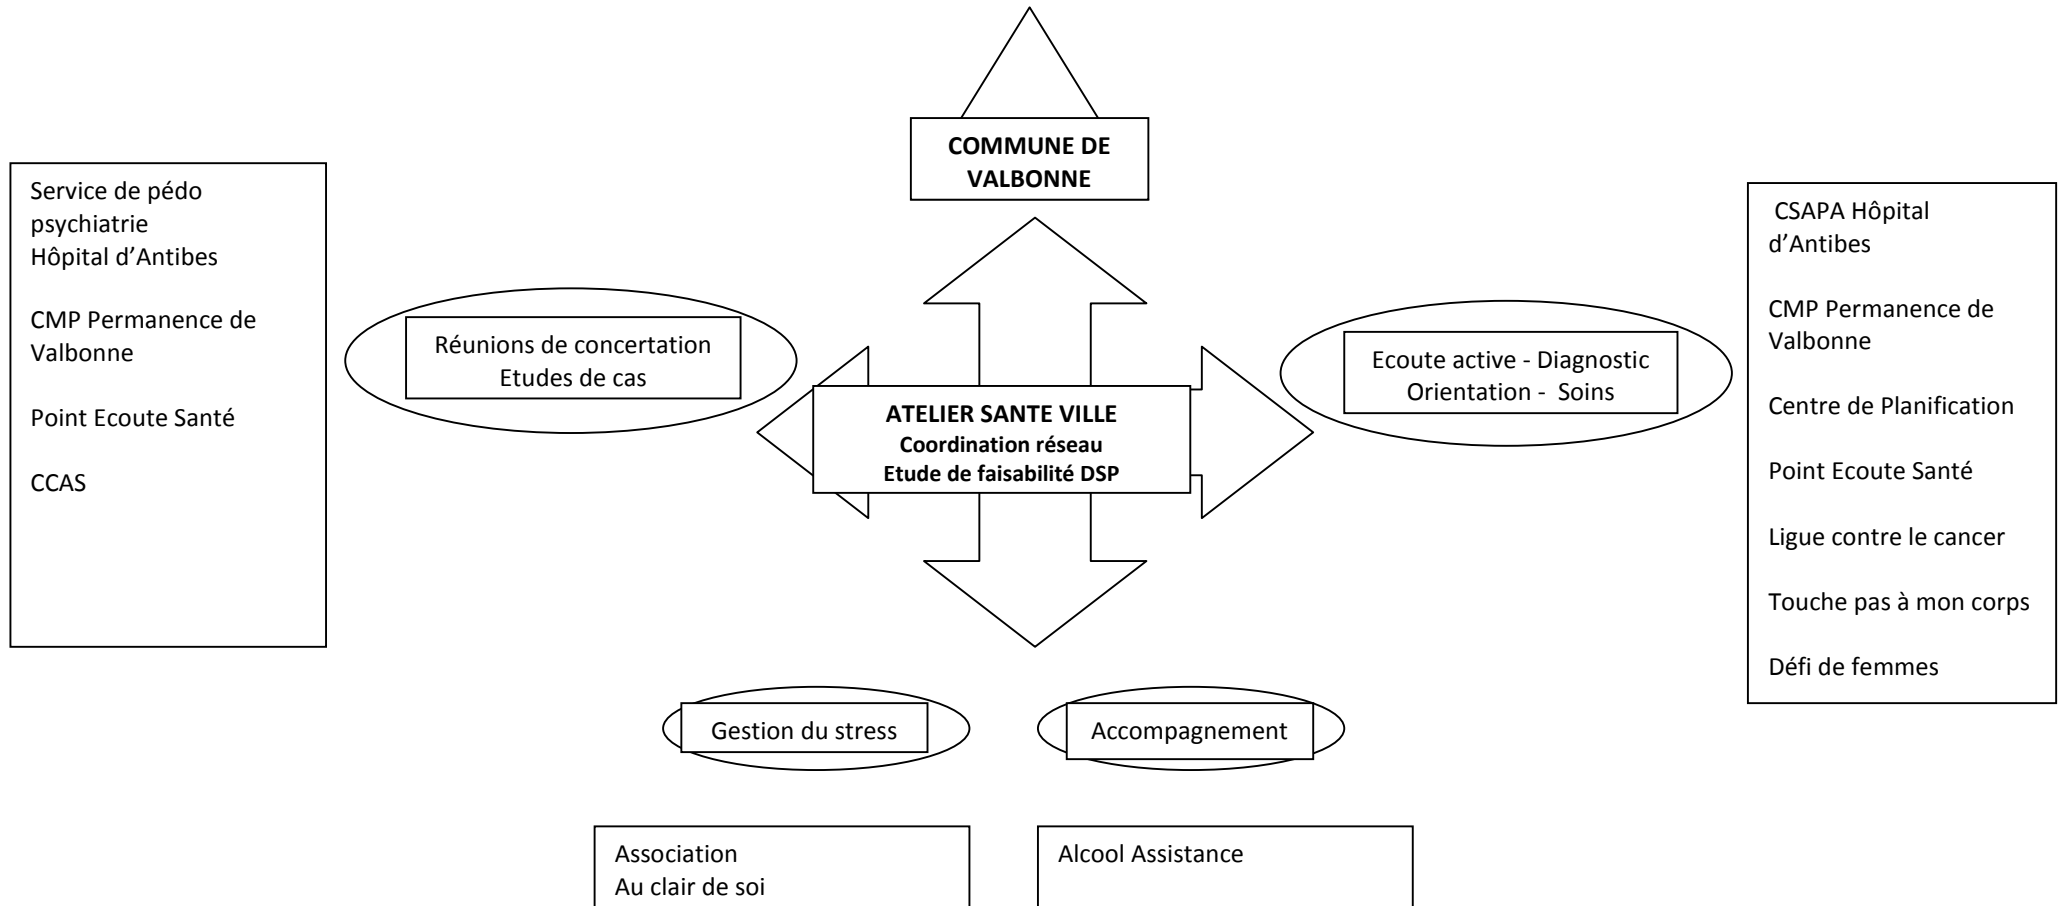 COMMUNE DE
VALBONNE
Service de pédo
psychiatrie
Hôpital d’Antibes
CMP Permanence de
Valbonne
Point Ecoute Santé
CCAS
Réunions de concertation
Etudes de cas
ATELIER SANTE VILLE
Coordination réseau
Etude de faisabilité DSP
Ecoute active - Diagnostic
Orientation - Soins
CSAPA Hôpital
d’Antibes
CMP Permanence de
Valbonne
Centre de Planification
Point Ecoute Santé
Ligue contre le cancer
Touche pas à mon corps
Défi de femmes
Gestion du stress
Accompagnement
Association
Au clair de soi
Alcool Assistance